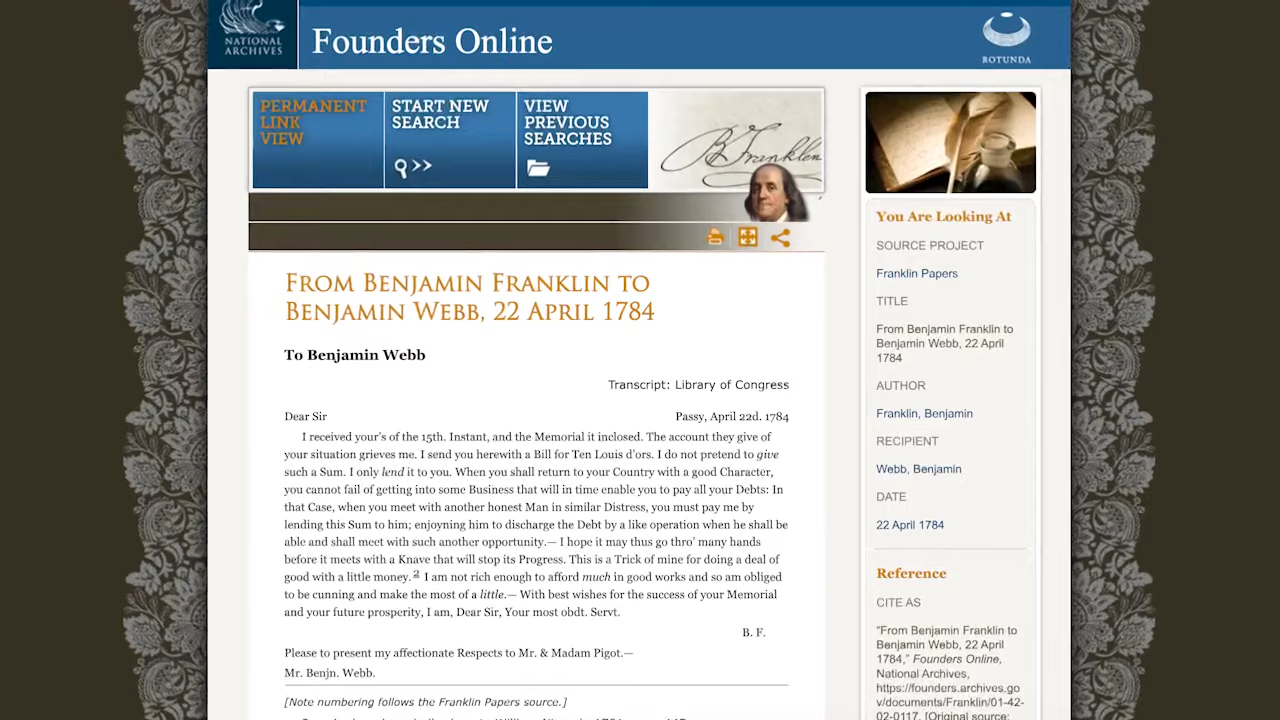 NATIONAL
ARCHIVES
Founders Online
ROTUNDA
PERMANENT
LINK
VIEW
START NEW
SEARCH
VIEW
PREVIOUS
SEARCHES
B Franklin
From Benjamin Franklin to
Benjamin Webb, 22 April 1784
To Benjamin Webb
Transcript: Library of Congress
Dear Sir Passy, April 22d. 1784
I received your's of the 15th. Instant, and the Memorial it inclosed. The account they give of
your situation grieves me. I send you herewith a Bill for Ten Louis d'ors. I do not pretend to give
such a Sum. I only lend it to you. When you shall return to your Country with a good Character,
you cannot fail of getting into some Business that will in time enable you to pay all your Debts: In
that Case, when you meet with another honest Man in similar Distress, you must pay me by
lending this Sum to him; enjoyning him to discharge the Debt by a like operation when he shall be
able and shall meet with such another opportunity.— I hope it may thus go thro' many hands
before it meets with a Knave that will stop its Progress. This is a Trick of mine for doing a deal of
good with a little money. 2 I am not rich enough to afford much in good works and so am obliged
to be cunning and make the most of a little.— With best wishes for the success of your Memorial
and your future prosperity, I am, Dear Sir, Your most obdt. Servt.
B. F.
Please to present my affectionate Respects to Mr. & Madam Pigot.—
Mr. Benjn. Webb.
[Note numbering follows the Franklin Papers source.]
You Are Looking At
SOURCE PROJECT
Franklin Papers
TITLE
From Benjamin Franklin to
Benjamin Webb, 22 April
1784
AUTHOR
Franklin, Benjamin
RECIPIENT
Webb, Benjamin
DATE
22 April 1784
Reference
CITE AS
“From Benjamin Franklin to
Benjamin Webb, 22 April
1784,” Founders Online,
National Archives,
https://founders.archives.go
v/documents/Franklin/01-42-
02-0117. [Original source: